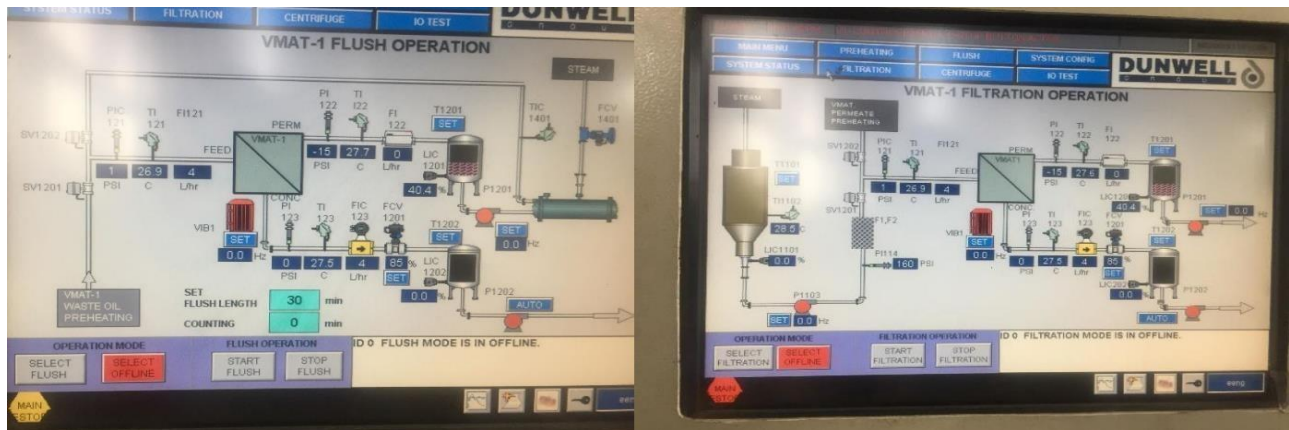 SYSTEM STATUS
FILTRATION
CENTRIFUGE
IO TEST
DUNWELL
VMAT-1 FLUSH OPERATION
STEAM
PIC 121
TI 121
FI121
PI 122
TI 122
FI 122
T1201
SET
TIC 1401
FCV 1401
SV1202
PERM
VMAT-1
FEED
LIC 1201
1
26.9
4
-15
27.7
0
PSI
C
L/hr
PSI
C
L/hr
40.4 %
P1201
SV1201
CONC
PI 123
TI 123
FIC 123
FCV 1201
T1202
SET
0.0 Hz
VIB1
SET
0.0 Hz
LIC 1202
0
27.5
4
85 %
PSI
C
L/hr
SET
0.0 %
P1202
AUTO
VMAT-1
WASTE OIL
PREHEATING
SET
FLUSH LENGTH
30 min
COUNTING
0 min
OPERATION MODE
FLUSH OPERATION
ID 0 FLUSH MODE IS IN OFFLINE.
SELECT
FLUSH
SELECT
OFFLINE
START
FLUSH
STOP
FLUSH
MAIN
STOP
MAIN MENU
PREHEATING
FLUSH
SYSTEM CONFIG
SYSTEM STATUS
FILTRATION
CENTRIFUGE
IO TEST
DUNWELL
VMAT-1 FILTRATION OPERATION
STEAM
VMAT
PERMEATS
PREHEATING
PIC 121
TI 121
FI121
PI 122
TI 122
FI 122
T1201
SET
SV1202
PERM
VMAT1
FEED
1
26.9
4
-15
27.6
0
PSI
C
L/hr
PSI
C
L/hr
LIC1201
40.4 %
P1201
SET 0.0 Hz
TT1101
SET
TI1102
28.5 C
SV1201
F1,F2
CONC
PI 123
TI 123
FIC 123
FCV 1201
T1202
SET
VIB1
SET
0.0 Hz
LIC1101
0.0 %
PI114
160 PSI
0
27.5
4
85 %
PSI
C
L/hr
SET
LIC1202
0.0 %
P1202
AUTO
P1103
SET 0.0 Hz
OPERATION MODE
FILTRATION OPERATION
ID 0 FILTRATION MODE IS IN OFFLINE.
SELECT
FILTRATION
SELECT
OFFLINE
START
FILTRATION
STOP
FILTRATION
MAIN
STOP
eeng